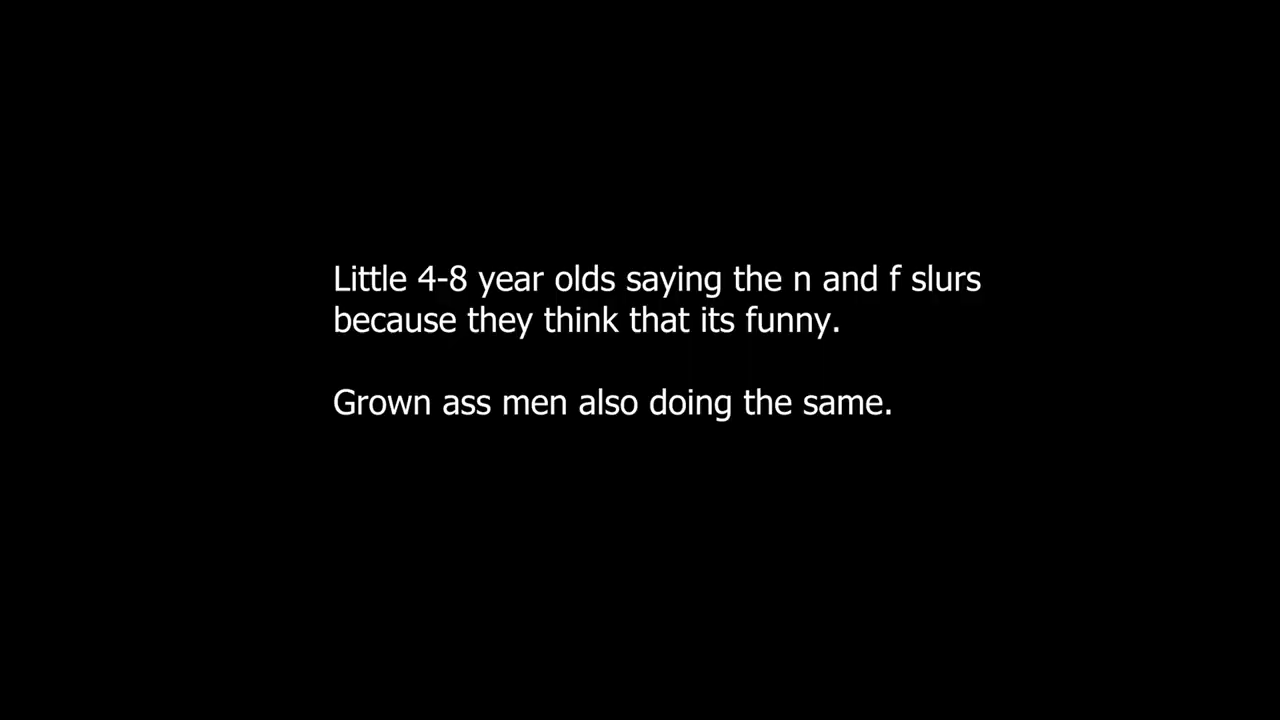 Little 4-8 year olds saying the n and f slurs
because they think that its funny.
Grown ass men also doing the same.